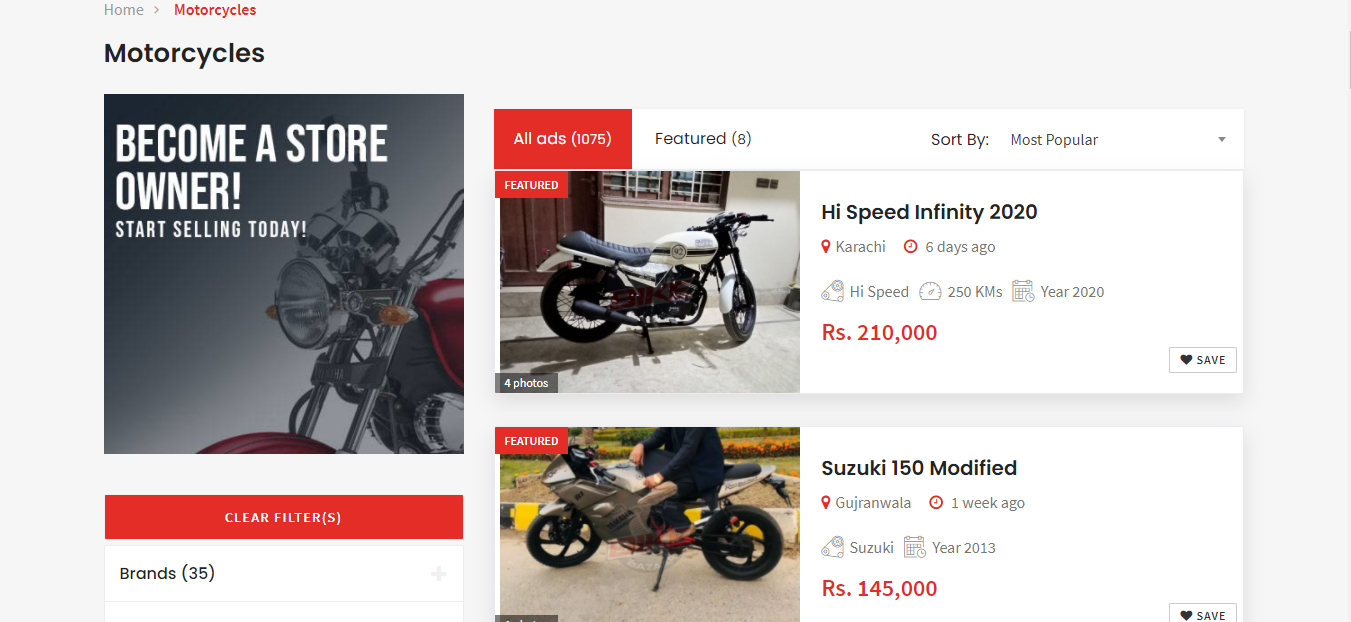 Home > Motorcycles
Motorcycles
BECOME A STORE
OWNER!
START SELLING TODAY!
CLEAR FILTER(S)
Brands (35)
All ads (1075)
Featured (8)
Sort By:
Most Popular
FEATURED
92
4 photos
Hi Speed Infinity 2020
Karachi
6 days ago
Hi Speed
250 KMs
Year 2020
Rs. 210,000
SAVE
FEATURED
YAMAHA
Suzuki 150 Modified
Gujranwala
1 week ago
Suzuki
Year 2013
Rs. 145,000
SAVE